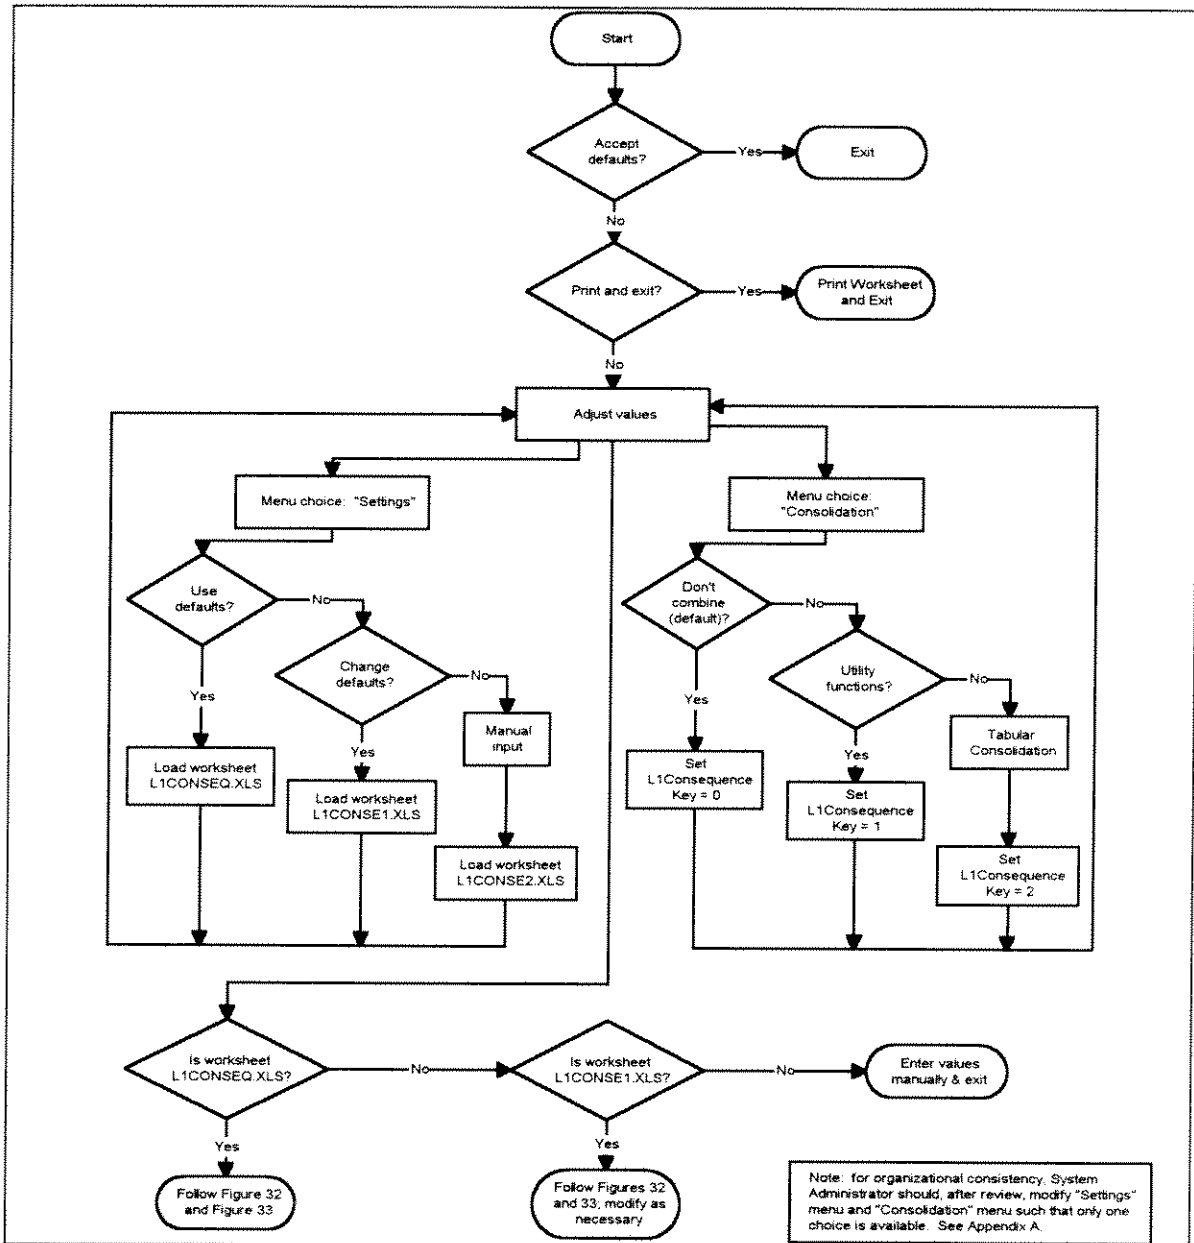 Start
Accept
defaults?
Yes
Exit
No
Print and exit?
Yes
Print Worksheet
and Exit
No
Adjust values
Menu choice: "Settings"
Menu choice:
"Consolidation"
Use
defaults?
No
Change
defaults?
No
Manual
input
Yes
Load worksheet
L1CONSEQ.XLS
Yes
Load worksheet
L1CONSE1.XLS
Load worksheet
L1CONSE2.XLS
Don't
combine
(default)?
No
Utility
functions?
No
Tabular
Consolidation
Yes
Set
L1Consequence
Key = 0
Yes
Set
L1Consequence
Key = 1
Set
L1Consequence
Key = 2
Is worksheet
L1CONSEQ.XLS?
No
Is worksheet
L1CONSE1.XLS?
No
Enter values
manually & exit
Yes
Follow Figure 32
and Figure 33
Yes
Follow Figures 32
and 33; modify as
necessary
Note: for organizational consistency, System
Administrator should, after review, modify "Settings"
menu and "Consolidation" menu such that only one
choice is available. See Appendix A.